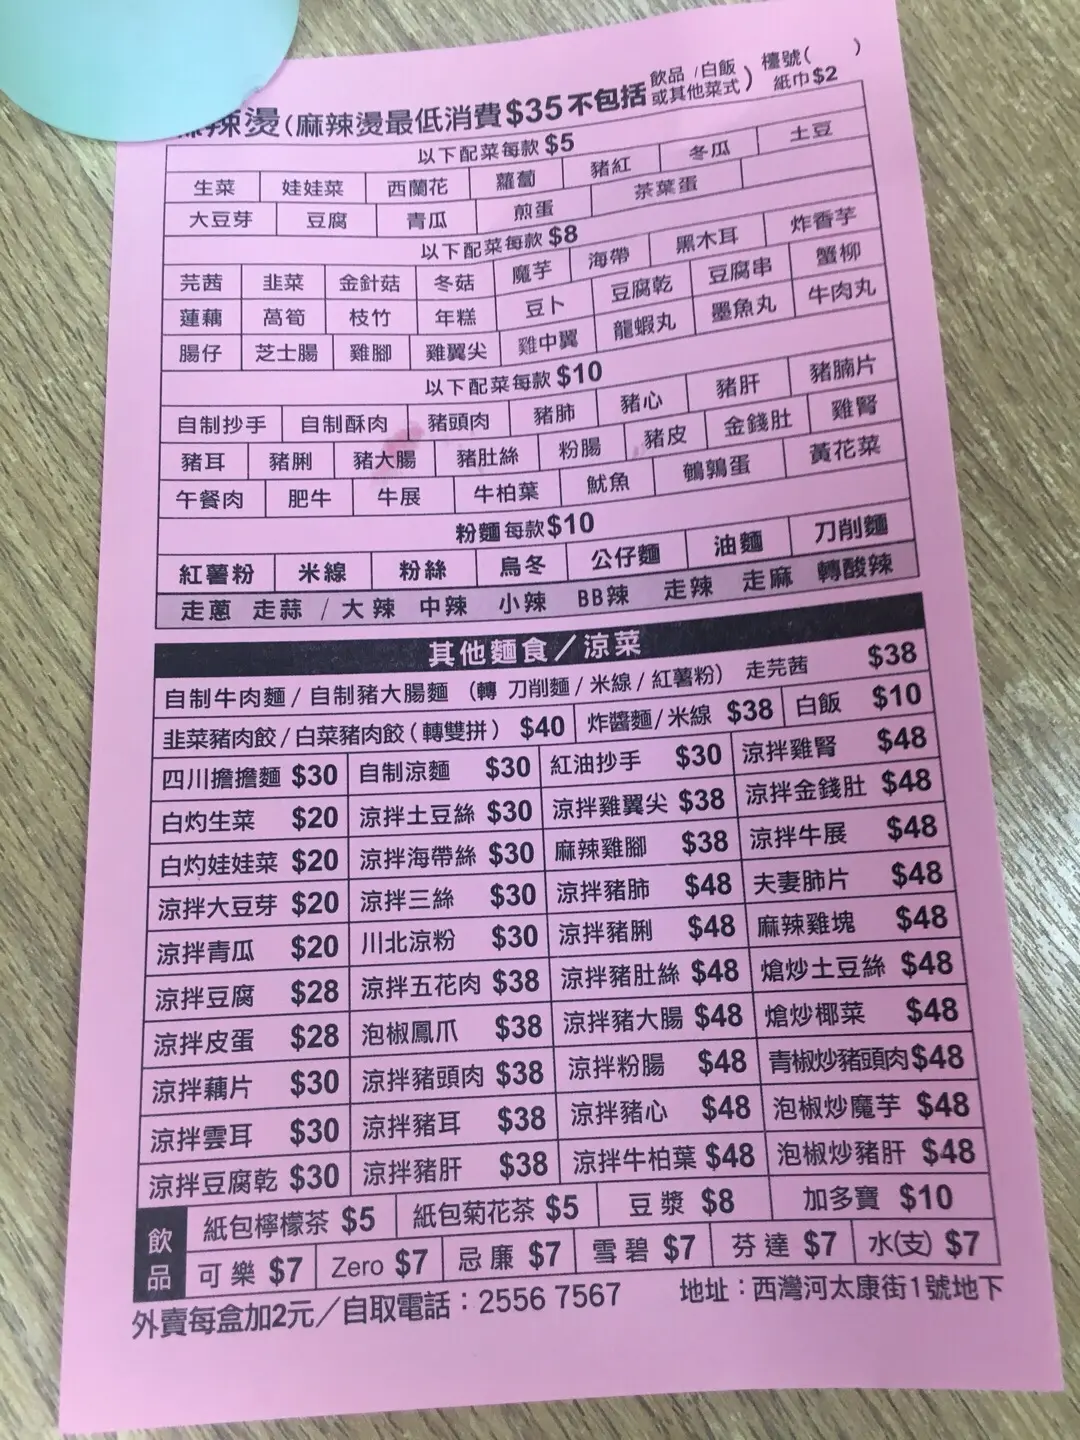 辣燙(麻辣燙最低消費$35不包括 飲品/白飯或其他菜式) 檯號( ) 紙巾$2
以下配菜每款 $5
生菜 娃娃菜 西蘭花 蘿蔔 豬紅 冬瓜 土豆
大豆芽 豆腐 青瓜 煎蛋 茶葉蛋
以下配菜每款 $8
芫茜 韭菜 金針菇 冬菇 魔芋 海帶 黑木耳 炸香芋
蓮藕 萵筍 枝竹 年糕 豆卜 豆腐乾 豆腐串 蟹柳
腸仔 芝士腸 雞腳 雞翼尖 雞中翼 龍蝦丸 墨魚丸 牛肉丸
以下配菜每款 $10
自制抄手 自制酥肉 豬頭肉 豬肺 豬心 豬肝 豬腩片
豬耳 豬脷 豬大腸 豬肚絲 粉腸 豬皮 金錢肚 雞腎
午餐肉 肥牛 牛展 牛柏葉 魷魚 鵪鶉蛋 黃花菜
粉麵每款$10
紅薯粉 米線 粉絲 烏冬 公仔麵 油麵 刀削麵
走蔥 走蒜 / 大辣 中辣 小辣 BB辣 走辣 走麻 轉酸辣
其他麵食／涼菜
自制牛肉麵/自制豬大腸麵 (轉 刀削麵/米線/紅薯粉) 走芫茜 $38
韭菜豬肉餃/白菜豬肉餃(轉雙拼) $40 炸醬麵/米線 $38 白飯 $10
四川擔擔麵 $30 自制涼麵 $30 紅油抄手 $30 涼拌雞腎 $48
白灼生菜 $20 涼拌土豆絲 $30 涼拌雞翼尖 $38 涼拌金錢肚 $48
白灼娃娃菜 $20 涼拌海帶絲 $30 麻辣雞腳 $38 涼拌牛展 $48
涼拌大豆芽 $20 涼拌三絲 $30 涼拌豬肺 $48 夫妻肺片 $48
涼拌青瓜 $20 川北涼粉 $30 涼拌豬脷 $48 麻辣雞塊 $48
涼拌豆腐 $28 涼拌五花肉 $38 涼拌豬肚絲 $48 熗炒土豆絲 $48
涼拌皮蛋 $28 泡椒鳳爪 $38 涼拌豬大腸 $48 熗炒椰菜 $48
涼拌藕片 $30 涼拌豬頭肉 $38 涼拌粉腸 $48 青椒炒豬頭肉 $48
涼拌雲耳 $30 涼拌豬耳 $38 涼拌豬心 $48 泡椒炒魔芋 $48
涼拌豆腐乾 $30 涼拌豬肝 $38 涼拌牛柏葉 $48 泡椒炒豬肝 $48
飲品 紙包檸檬茶 $5 紙包菊花茶 $5 豆漿 $8 加多寶 $10
可樂 $7 Zero $7 忌廉 $7 雪碧 $7 芬達 $7 水(支) $7
外賣每盒加2元／自取電話：2556 7567 地址：西灣河太康街1號地下